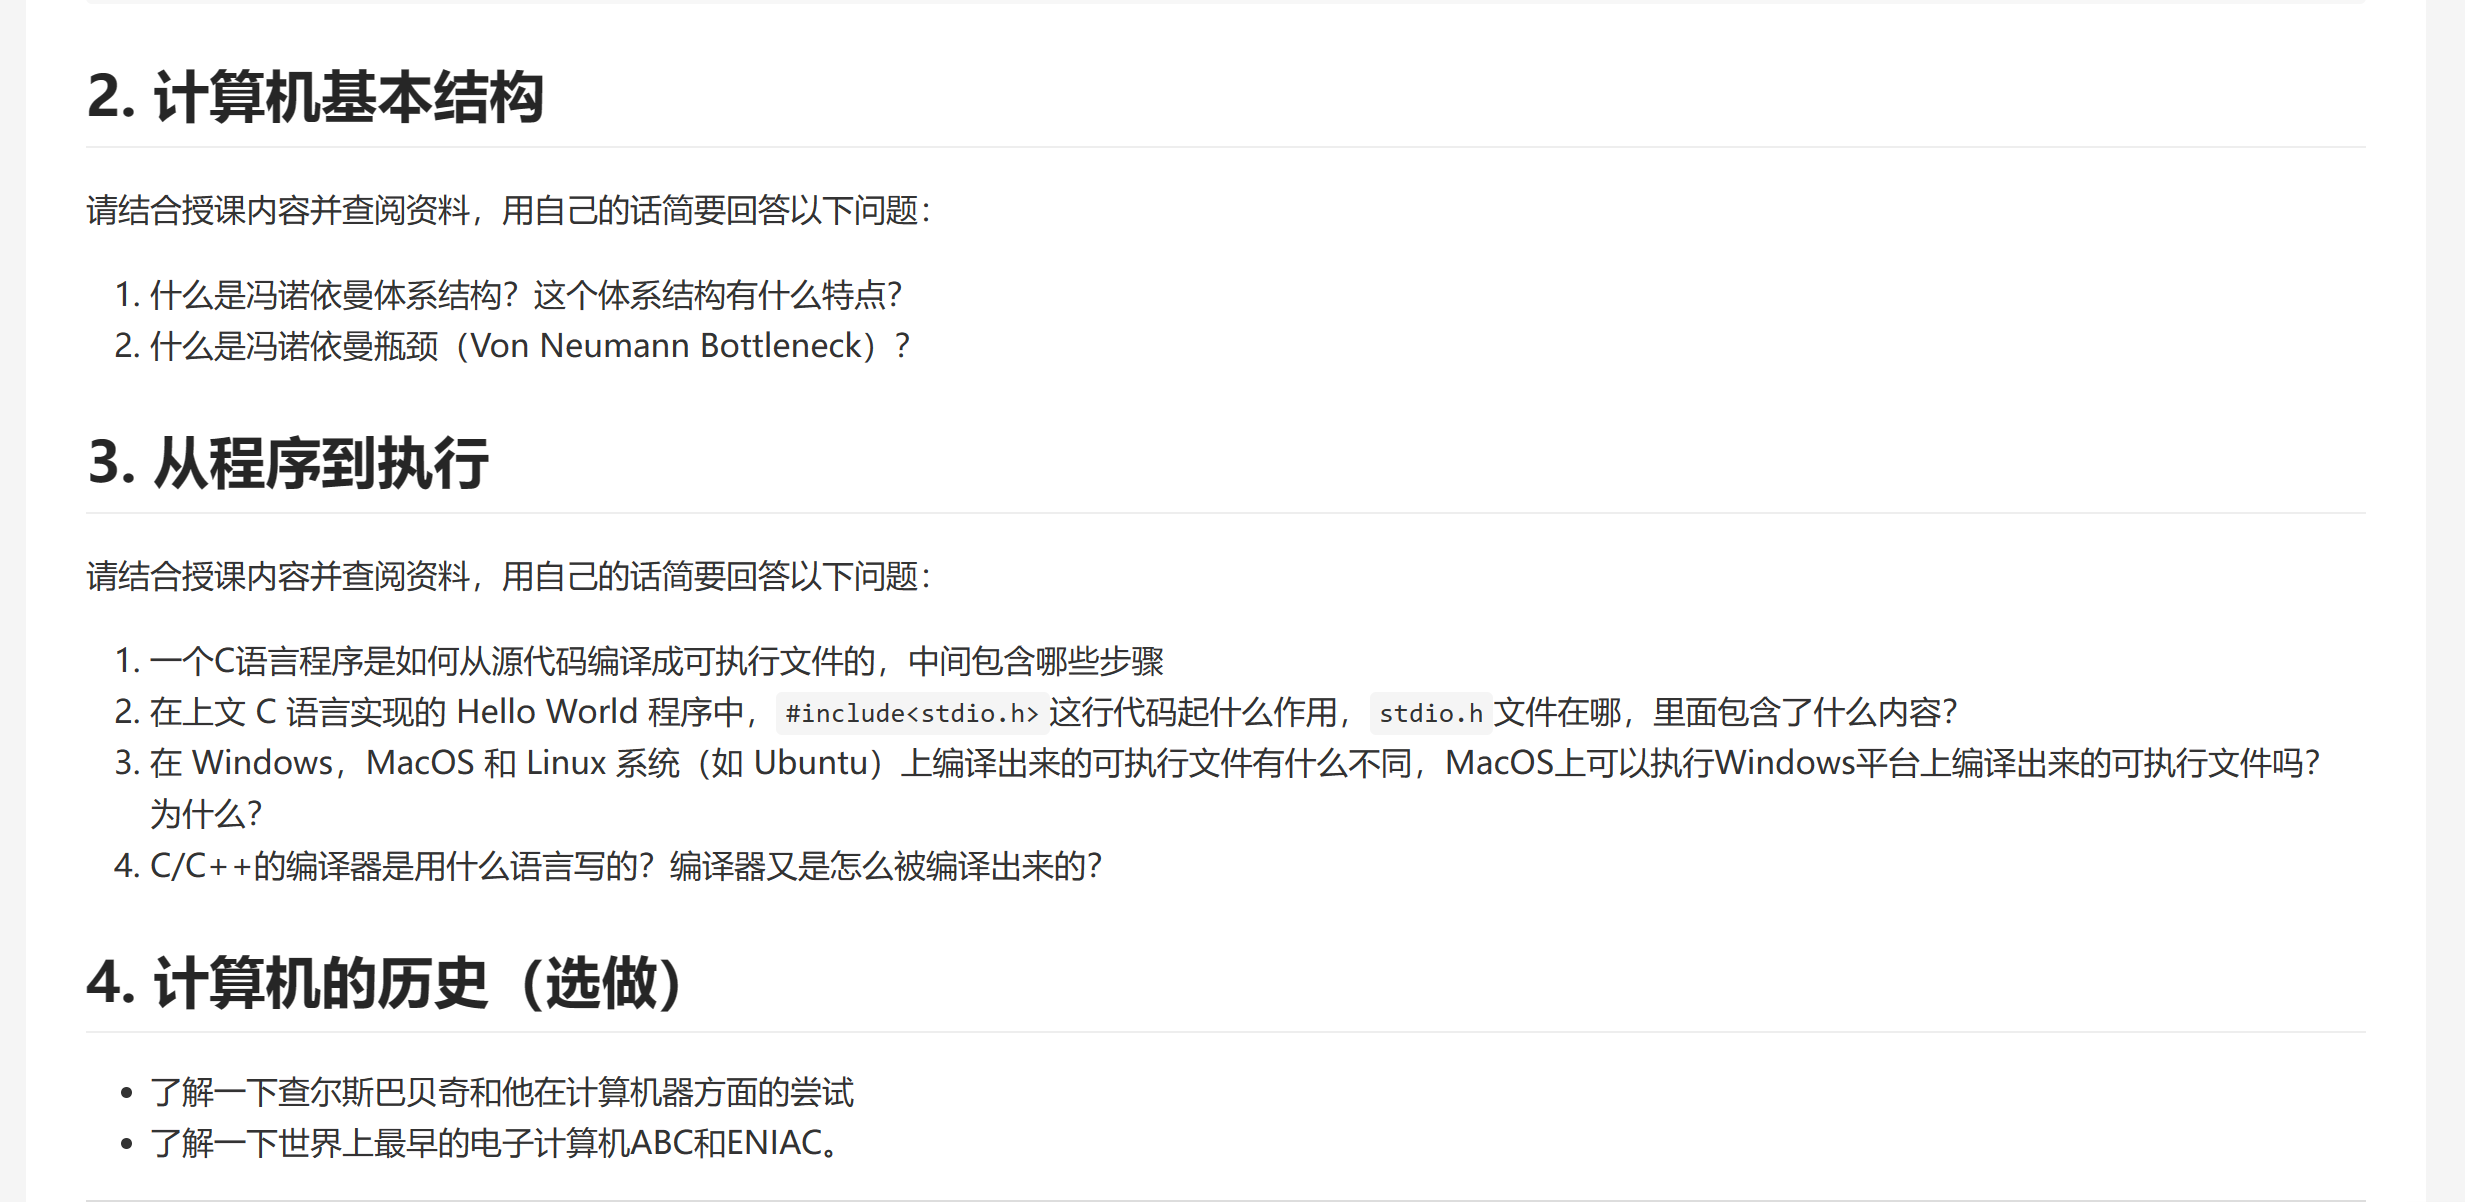 2. 计算机基本结构
请结合授课内容并查阅资料，用自己的话简要回答以下问题：
1. 什么是冯诺依曼体系结构？这个体系结构有什么特点？
2. 什么是冯诺依曼瓶颈（Von Neumann Bottleneck）？
3. 从程序到执行
请结合授课内容并查阅资料，用自己的话简要回答以下问题：
1. 一个C语言程序是如何从源代码编译成可执行文件的，中间包含哪些步骤
2. 在上文 C 语言实现的 Hello World 程序中，#include<stdio.h>这行代码起什么作用，stdio.h文件在哪，里面包含了什么内容？
3. 在 Windows，MacOS 和 Linux 系统（如 Ubuntu）上编译出来的可执行文件有什么不同，MacOS上可以执行Windows平台上编译出来的可执行文件吗？
为什么？
4. C/C++的编译器是用什么语言写的？编译器又是怎么被编译出来的？
4. 计算机的历史（选做）
• 了解一下查尔斯巴贝奇和他在计算机器方面的尝试
• 了解一下世界上最早的电子计算机ABC和ENIAC。